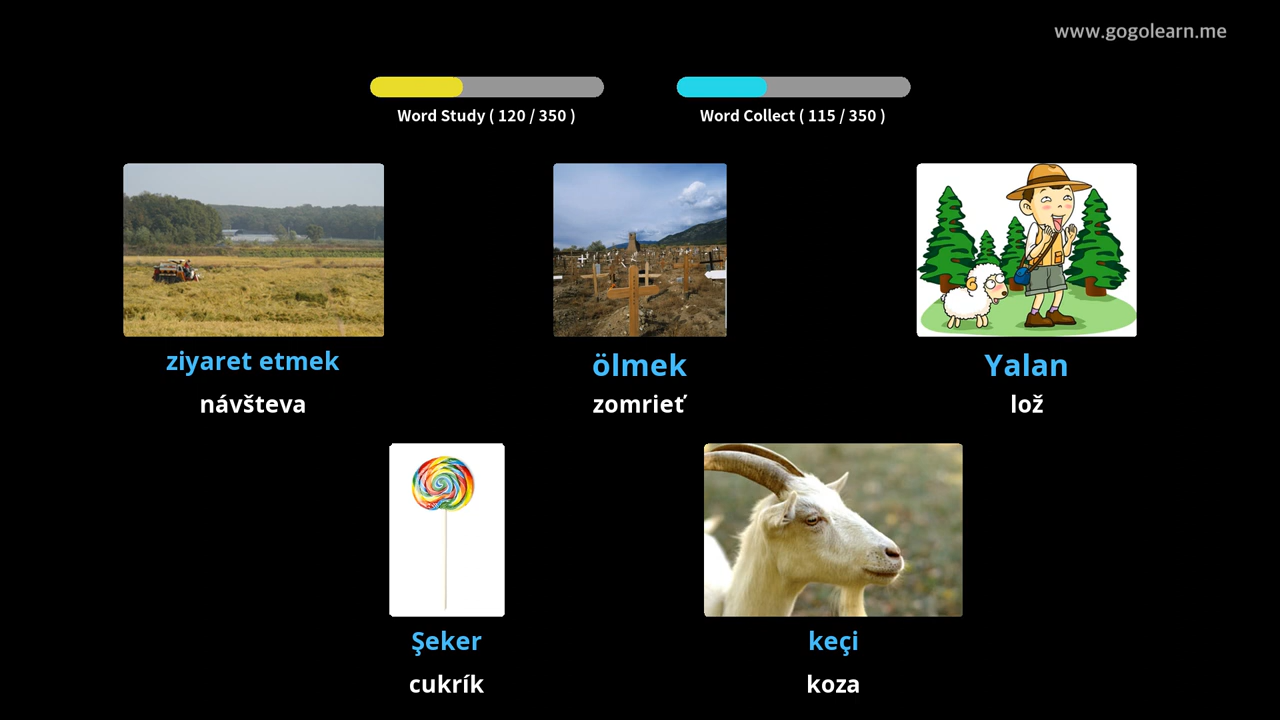 www.gogolearn.me
Word Study ( 120 / 350 )
Word Collect ( 115 / 350 )
ziyaret etmek
návšteva
ölmek
zomrieť
Yalan
lož
Şeker
cukrík
keçi
koza